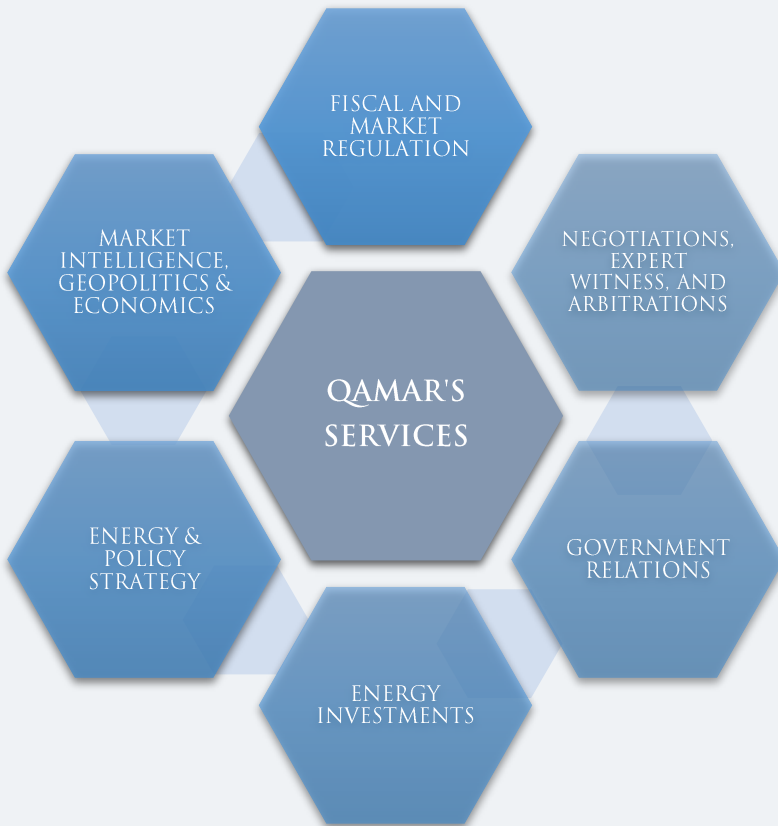 FISCAL AND
MARKET
REGULATION
MARKET
INTELLIGENCE,
GEOPOLITICS &
ECONOMICS
NEGOTIATIONS,
EXPERT
WITNESS, AND
ARBITRATIONS
QAMAR'S
SERVICES
ENERGY &
POLICY
STRATEGY
GOVERNMENT
RELATIONS
ENERGY
INVESTMENTS